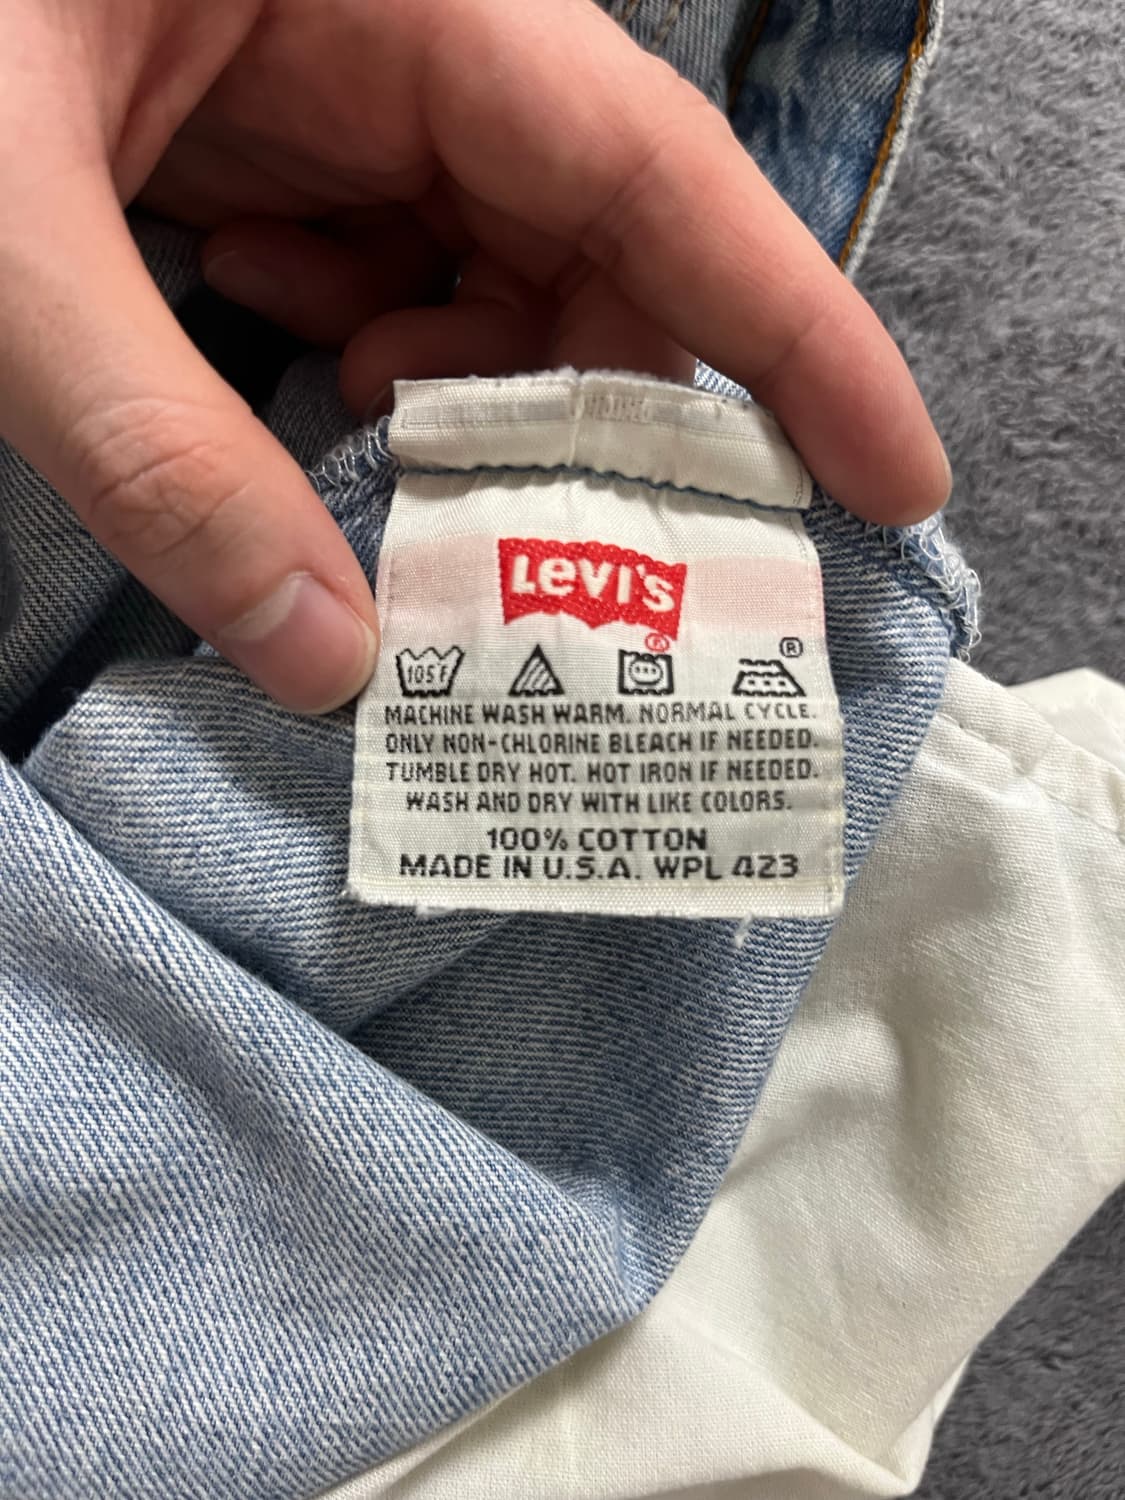 Levi's
®
®
105F
MACHINE WASH WARM. NORMAL CYCLE.
ONLY NON-CHLORINE BLEACH IF NEEDED.
TUMBLE DRY HOT. HOT IRON IF NEEDED.
WASH AND DRY WITH LIKE COLORS.
100% COTTON
MADE IN U.S.A. WPL 423